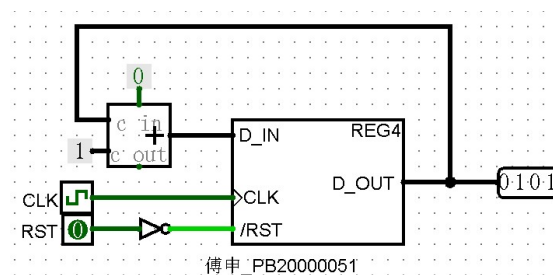 0
c in
+
REG4
D_IN
1
c out
D_OUT
0101
CLK
>CLK
RST
0
/RST
傅申_PB20000051